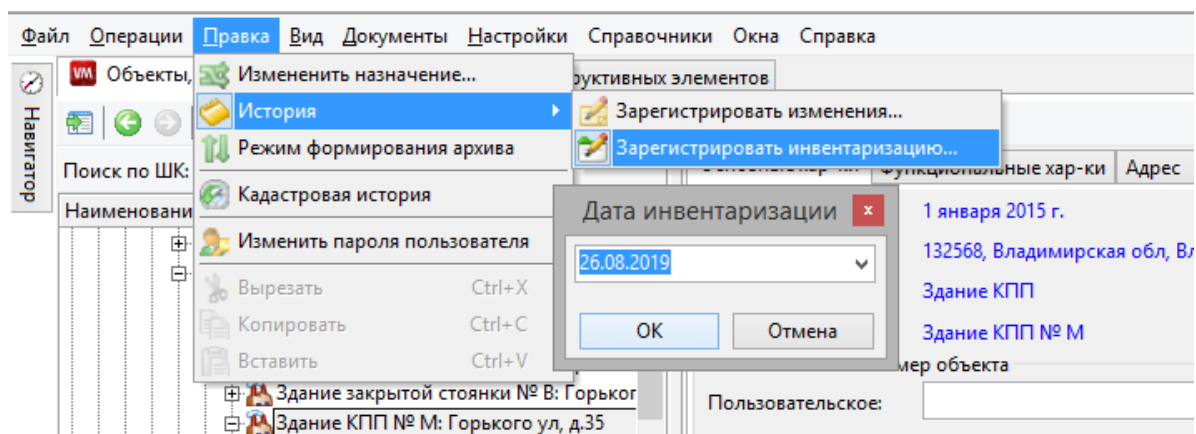 Файл Операции Правка Вид Документы Настройки Справочники Окна Справка
Навигатор
VM Объекты,
руктивных элементов
Поиск по ШК:
Наименовани
Измененить назначение...
История
Режим формирования архива
Кадастровая история
Изменить пароля пользователя
Вырезать Ctrl+X
Копировать Ctrl+C
Вставить Ctrl+V
Зарегистрировать изменения...
Зарегистрировать инвентаризацию...
Функциональные хар-ки Адрес
Дата инвентаризации x
26.08.2019
OK Отмена
1 января 2015 г.
132568, Владимирская обл, Вл
Здание КПП
Здание КПП № М
мер объекта
Пользовательское:
Здание закрытой стоянки № В: Горьког
Здание КПП № М: Горького ул, д.35